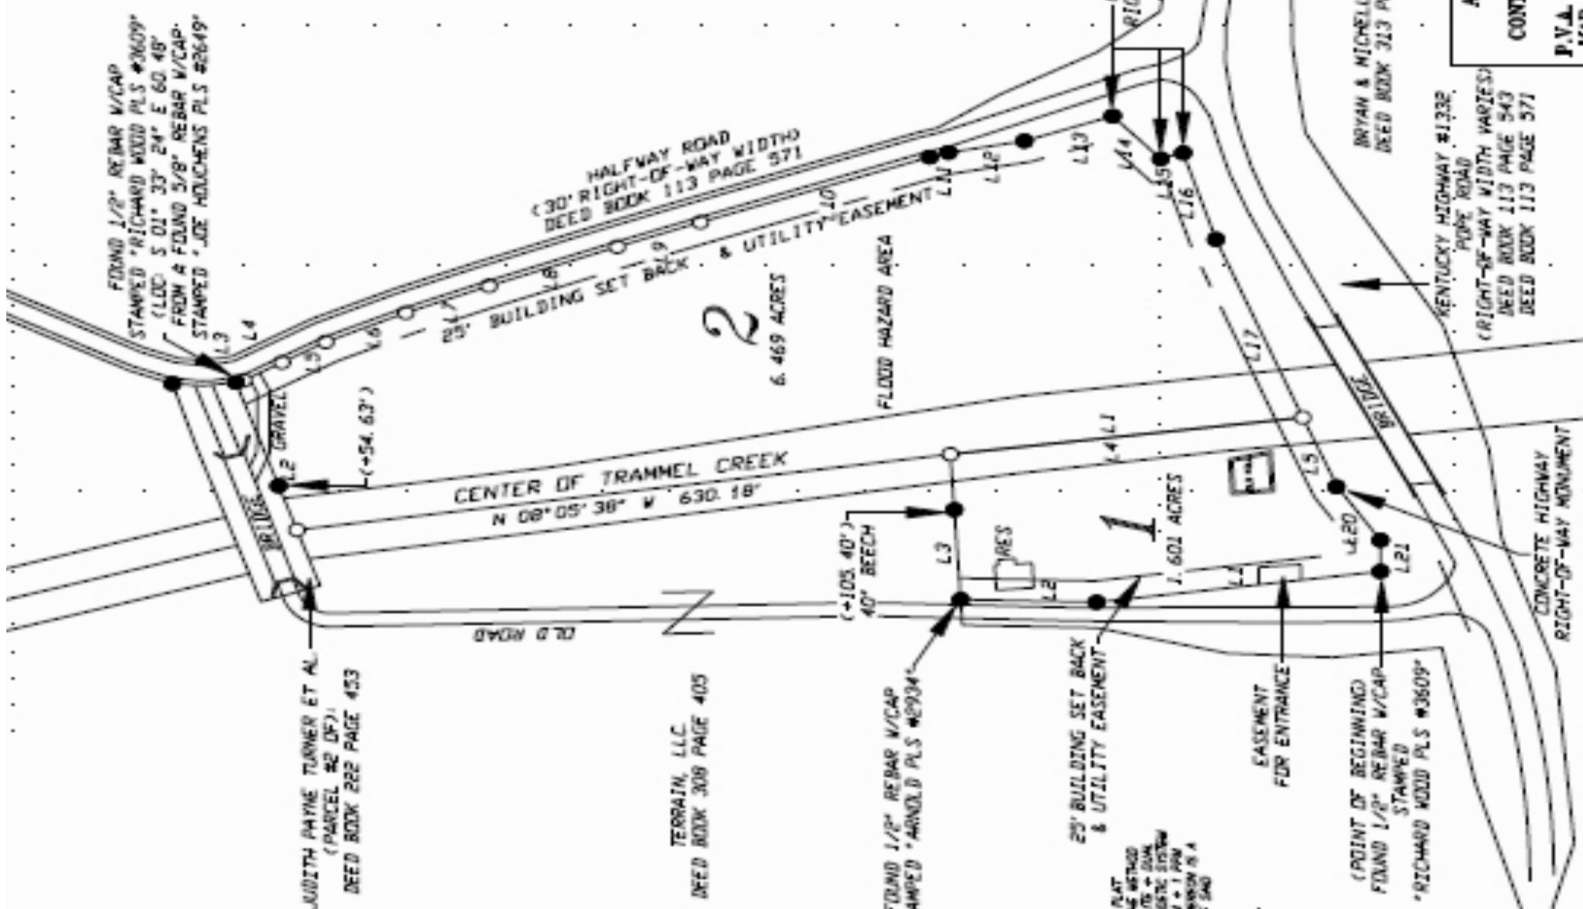 FOUND 1/2" REBAR W/CAP
STAMPED "RICHARD WOOD PLS #3609"
(LOC: S 01° 33' 24" E 60.48'
FROM A FOUND 5/8" REBAR W/CAP
STAMPED "JOE HOUCHENS PLS #2649"
L3
L4
HALFWAY ROAD
(30' RIGHT-OF-WAY WIDTH)
DEED BOOK 113 PAGE 571
L5
L6
L7
L8
L9
10
L11
L12
L13
L14
L15
L16
L17
25' BUILDING SET BACK & UTILITY EASEMENT
2
6.469 ACRES
FLOOD HAZARD AREA
GRAVEL
L2
(+54.63')
BRIDGE
CENTER OF TRAMMEL CREEK
N 08°05'38" W 630.18'
L4 L1
OLD ROAD
JUDITH PAYNE TURNER ET AL
(PARCEL #2 OF)
DEED BOOK 222 PAGE 453
TERRAIN, LLC.
DEED BOOK 308 PAGE 405
(+105.40')
40" BEECH
L3
RES
L2
1
1.601 ACRES
L1
L5
L20
L21
FOUND 1/2" REBAR W/CAP
STAMPED "ARNOLD PLS #2934"
25' BUILDING SET BACK
& UTILITY EASEMENT
EASEMENT
FOR ENTRANCE
(POINT OF BEGINNING)
FOUND 1/2" REBAR W/CAP
STAMPED
"RICHARD WOOD PLS #3609"
CONCRETE HIGHWAY
RIGHT-OF-WAY MONUMENT
BRIDGE
KENTUCKY HIGHWAY #1332
POPE ROAD
(RIGHT-OF-WAY WIDTH VARIES)
DEED BOOK 113 PAGE 543
DEED BOOK 113 PAGE 571
BRYAN & MICHELL
DEED BOOK 313 P
CON
P.V.A.
PLAT